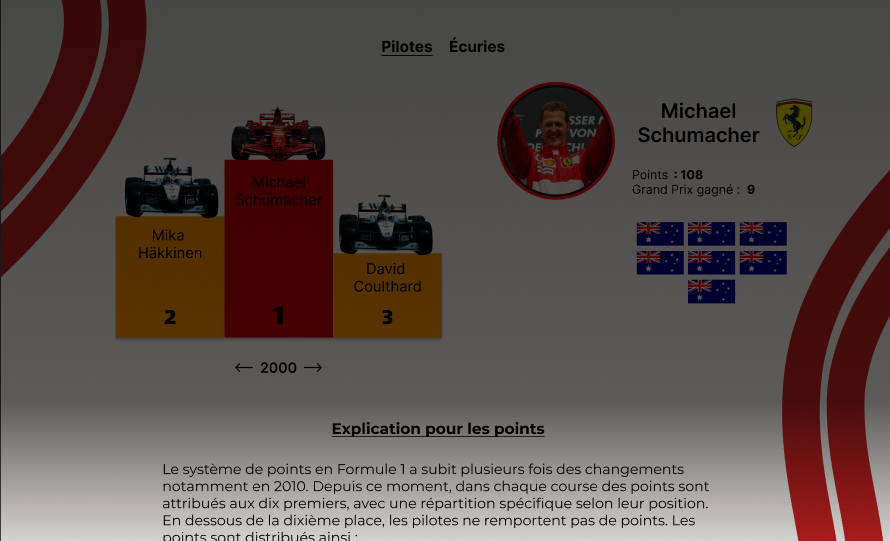 Pilotes Écuries
Michael
Schumacher
Points : 108
Grand Prix gagné : 9
Michael
Schumacher
Mika
Häkkinen
David
Coulthard
2
1
3
← 2000 →
Explication pour les points
Le système de points en Formule 1 a subit plusieurs fois des changements
notamment en 2010. Depuis ce moment, dans chaque course des points sont
attribués aux dix premiers, avec une répartition spécifique selon leur position.
En dessous de la dixième place, les pilotes ne remportent pas de points. Les
points sont distribués ainsi :